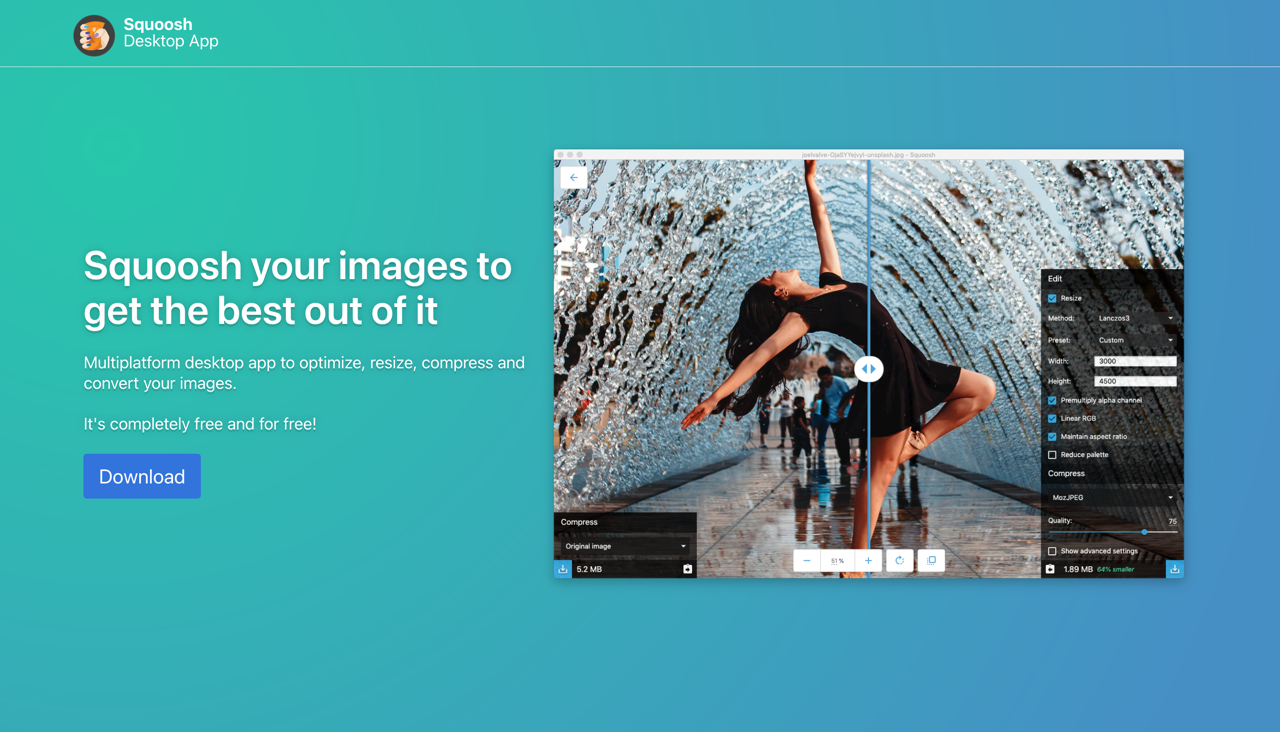 Squoosh
Desktop App
Squoosh your images to
get the best out of it
Multiplatform desktop app to optimize, resize, compress and
convert your images.
It's completely free and for free!
Download
Edit
Resize
Method: Lanczos3
Preset: Custom
Width: 3000
Height: 4500
Premultiply alpha channel
Linear RGB
Maintain aspect ratio
Reduce palette
Compress
MozJPEG
Quality: 75
Show advanced settings
1.89 MB 64% smaller
Compress
Original image
5.2 MB
51 %